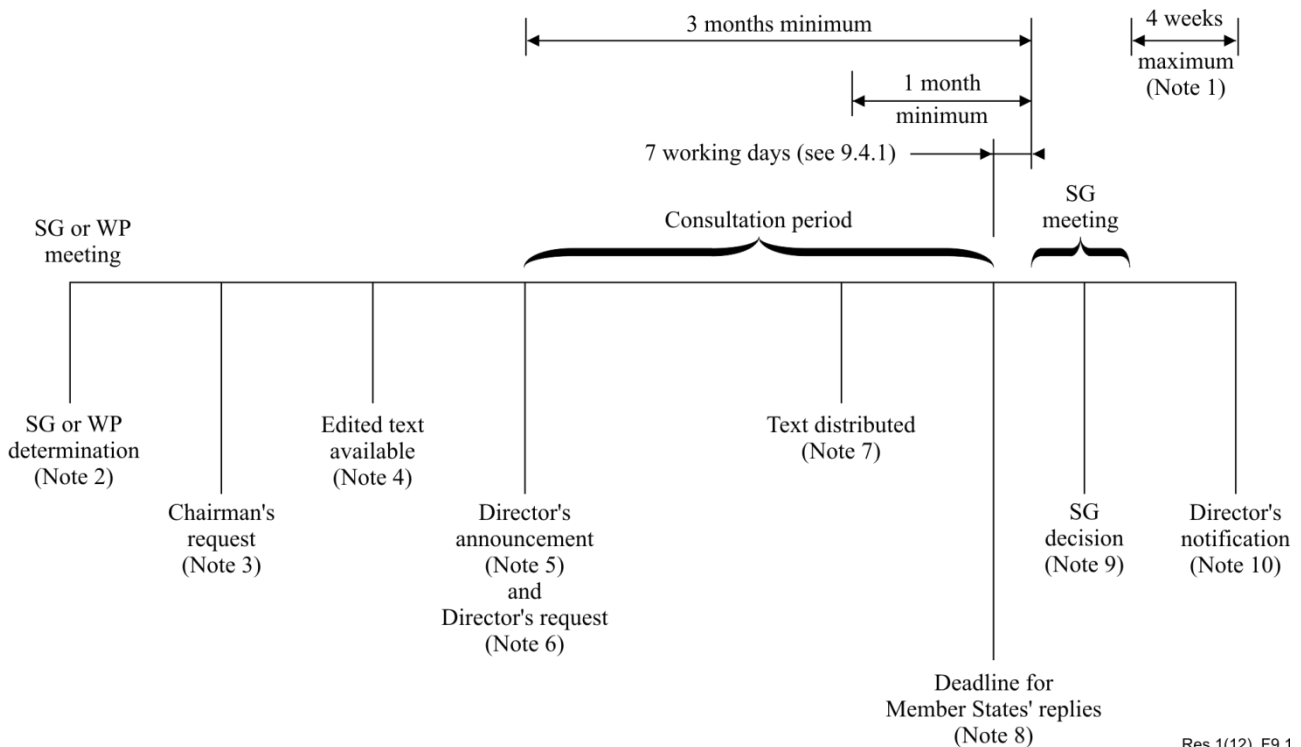 3 months minimum
4 weeks
maximum
(Note 1)
1 month
minimum
7 working days (see 9.4.1)
SG or WP
meeting
Consultation period
SG
meeting
SG or WP
determination
(Note 2)
Chairman's
request
(Note 3)
Edited text
available
(Note 4)
Director's
announcement
(Note 5)
and
Director's request
(Note 6)
Text distributed
(Note 7)
Deadline for
Member States' replies
(Note 8)
SG
decision
(Note 9)
Director's
notification
(Note 10)
Res.1(12)_F9.1